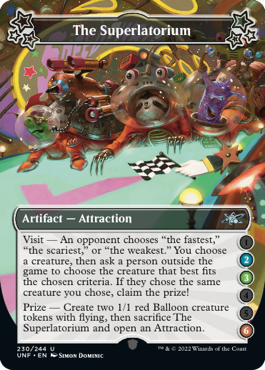 The Superlatorium
Artifact — Attraction
Visit — An opponent chooses “the fastest,”
“the scariest,” or “the weakest.” You choose
a creature, then ask a person outside the
game to choose the creature that best fits
the chosen criteria. If they chose the same
creature you chose, claim the prize!
Prize — Create two 1/1 red Balloon creature
tokens with flying, then sacrifice The
Superlatorium and open an Attraction.
1
2
3
4
5
6
230/244 U
UNF • EN SIMON DOMINIC
™ & © 2022 Wizards of the Coast